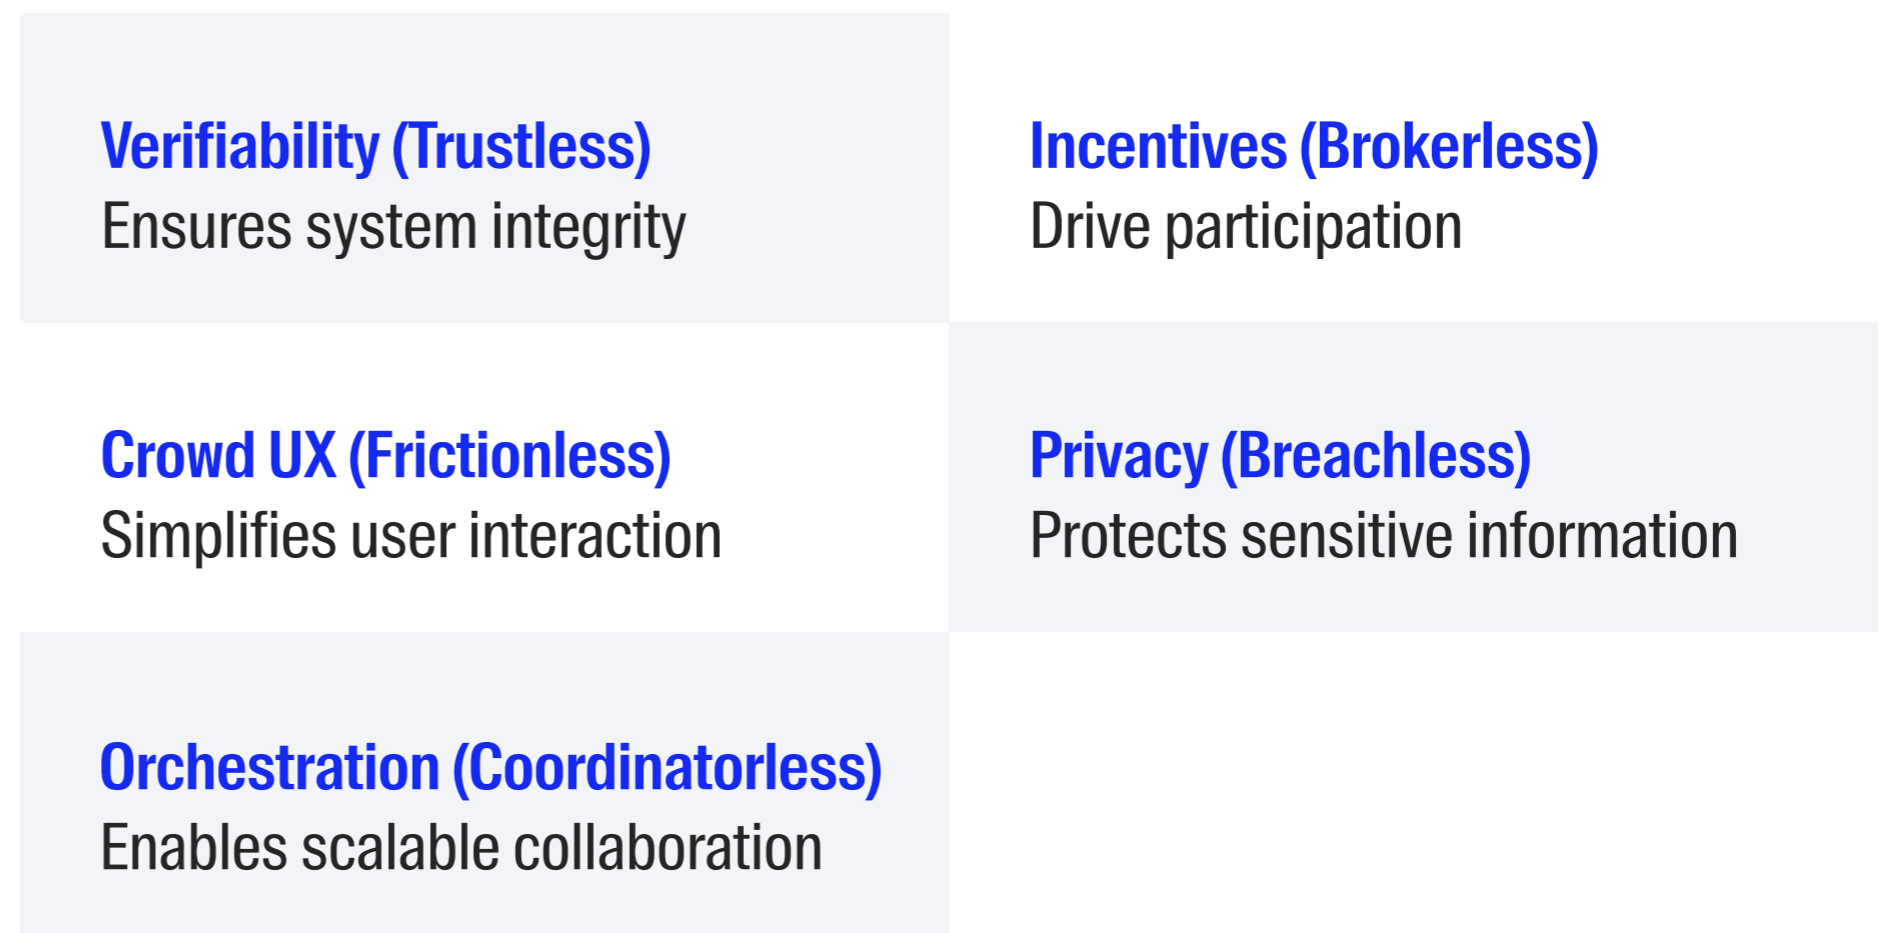 Verifiability (Trustless)
Ensures system integrity
Incentives (Brokerless)
Drive participation
Crowd UX (Frictionless)
Simplifies user interaction
Privacy (Breachless)
Protects sensitive information
Orchestration (Coordinatorless)
Enables scalable collaboration